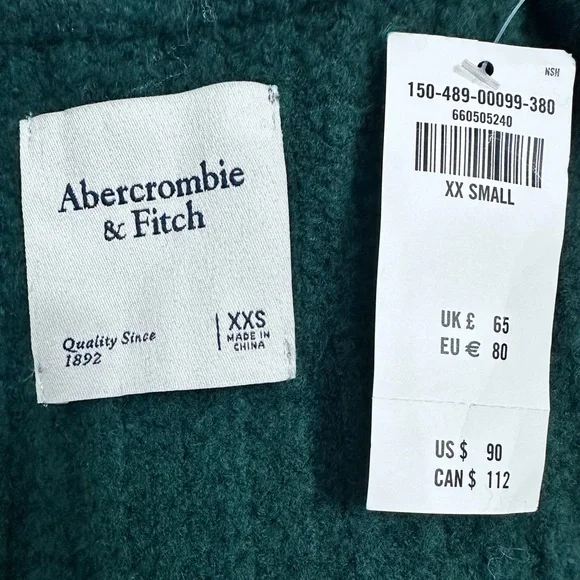 Abercrombie
& Fitch
Quality Since
1892
XXS
MADE IN
CHINA
NSH
150-489-00099-380
660505240
XX SMALL
UK £ 65
EU € 80
US $ 90
CAN $ 112